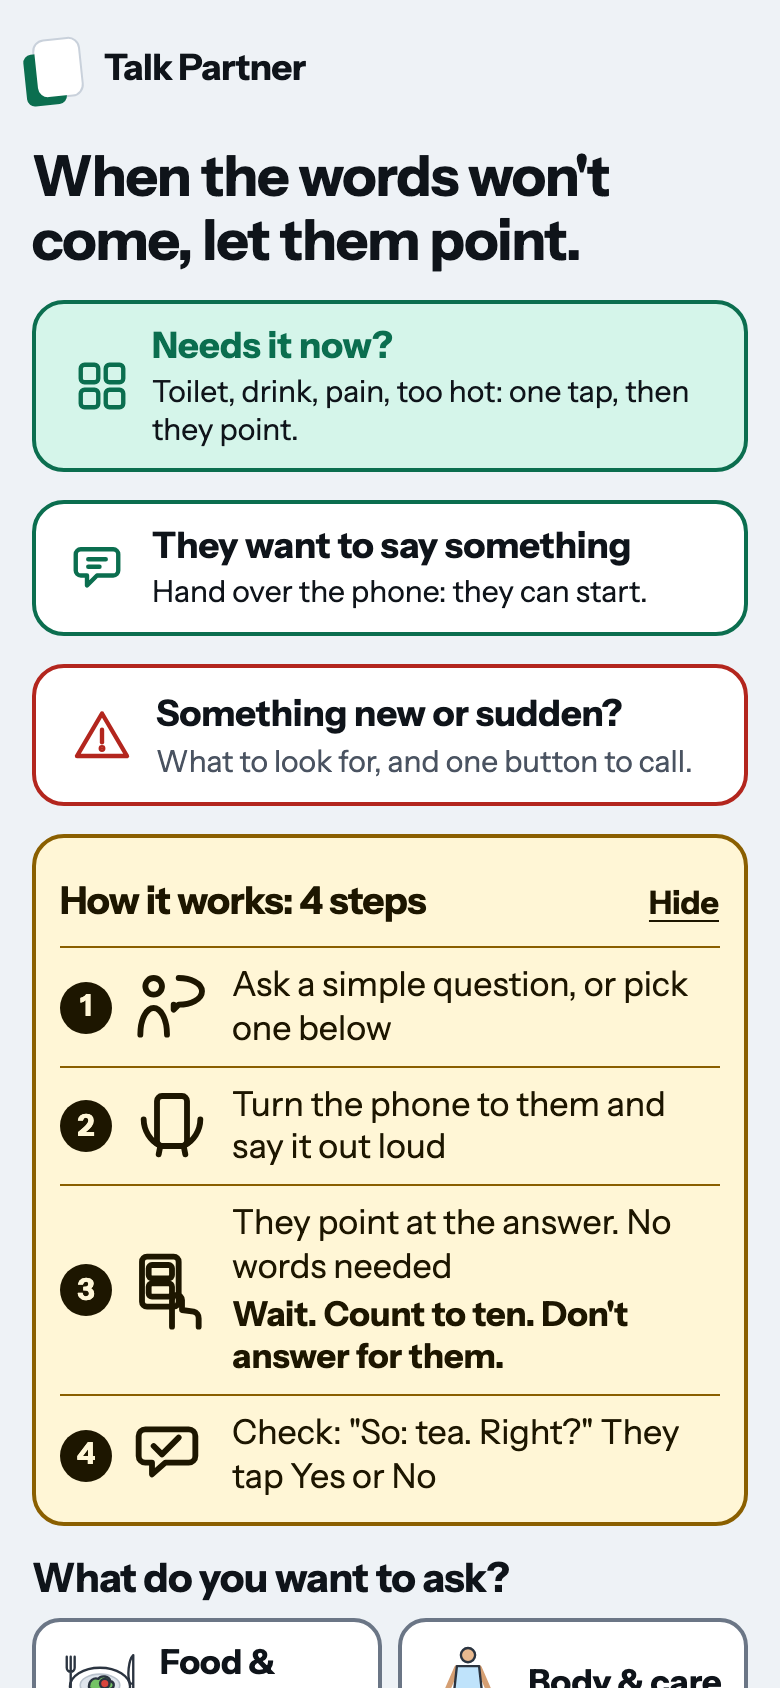 Talk Partner
When the words won't
come, let them point.
Needs it now?
Toilet, drink, pain, too hot: one tap, then
they point.
They want to say something
Hand over the phone: they can start.
Something new or sudden?
What to look for, and one button to call.
How it works: 4 steps
Hide
1
Ask a simple question, or pick
one below
2
Turn the phone to them and
say it out loud
3
They point at the answer. No
words needed
Wait. Count to ten. Don't
answer for them.
4
Check: "So: tea. Right?" They
tap Yes or No
What do you want to ask?
Food &
Body & care